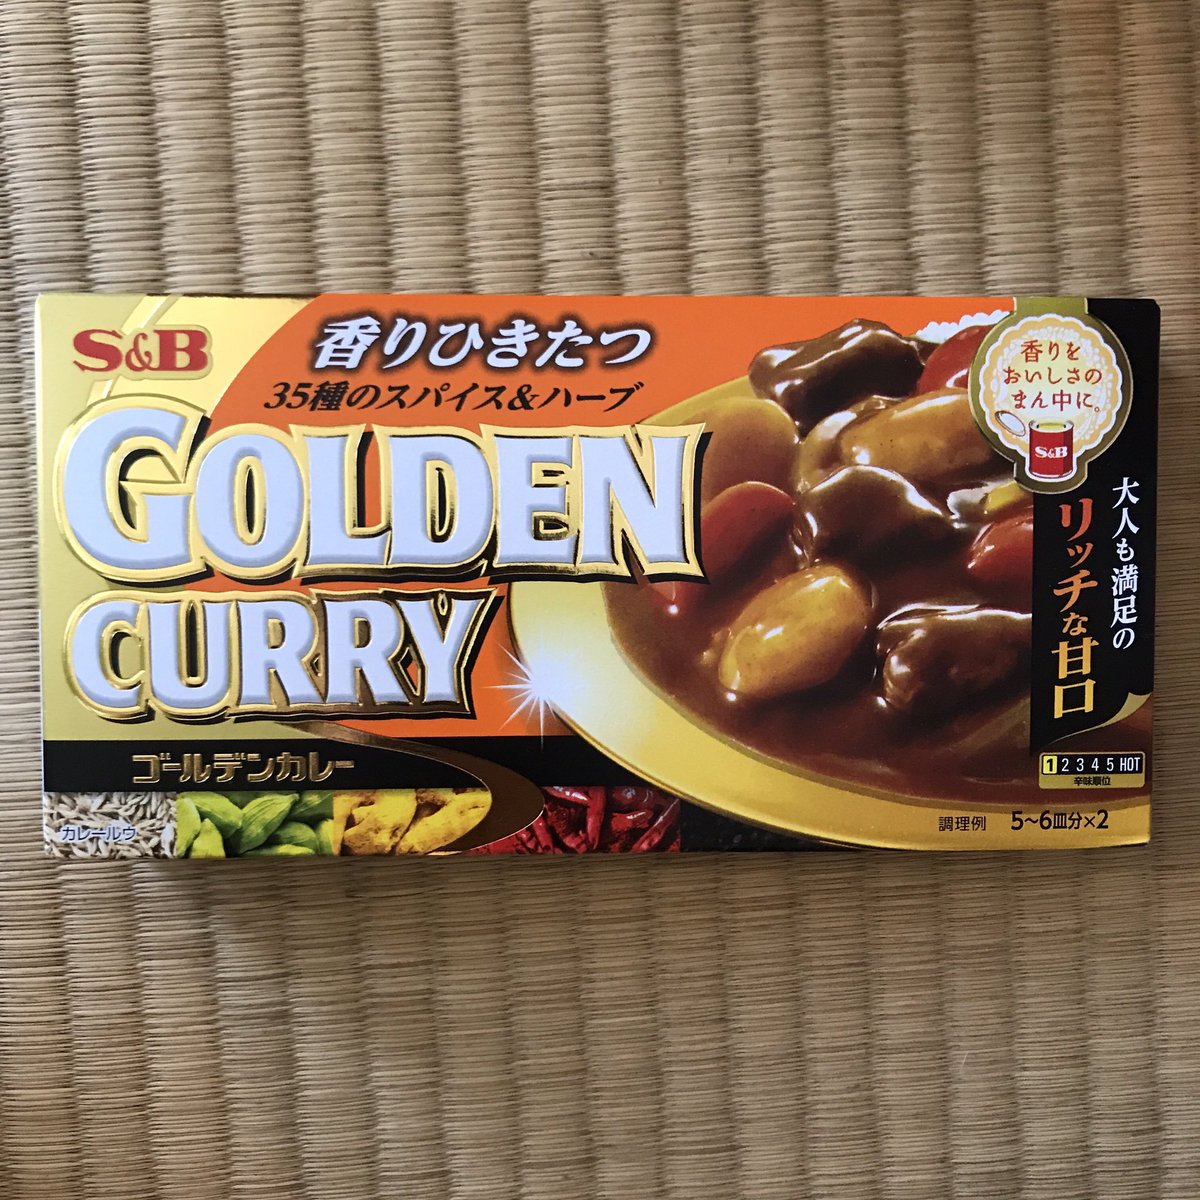 S&B
香りひきたつ
35種のスパイス&ハーブ
GOLDEN
CURRY
ゴールデンカレー
カレールウ
香りを
おいしさの
まん中に。
S&B
大人も満足の
リッチな甘口
1 2 3 4 5 HOT
辛味順位
調理例 5~6皿分×2